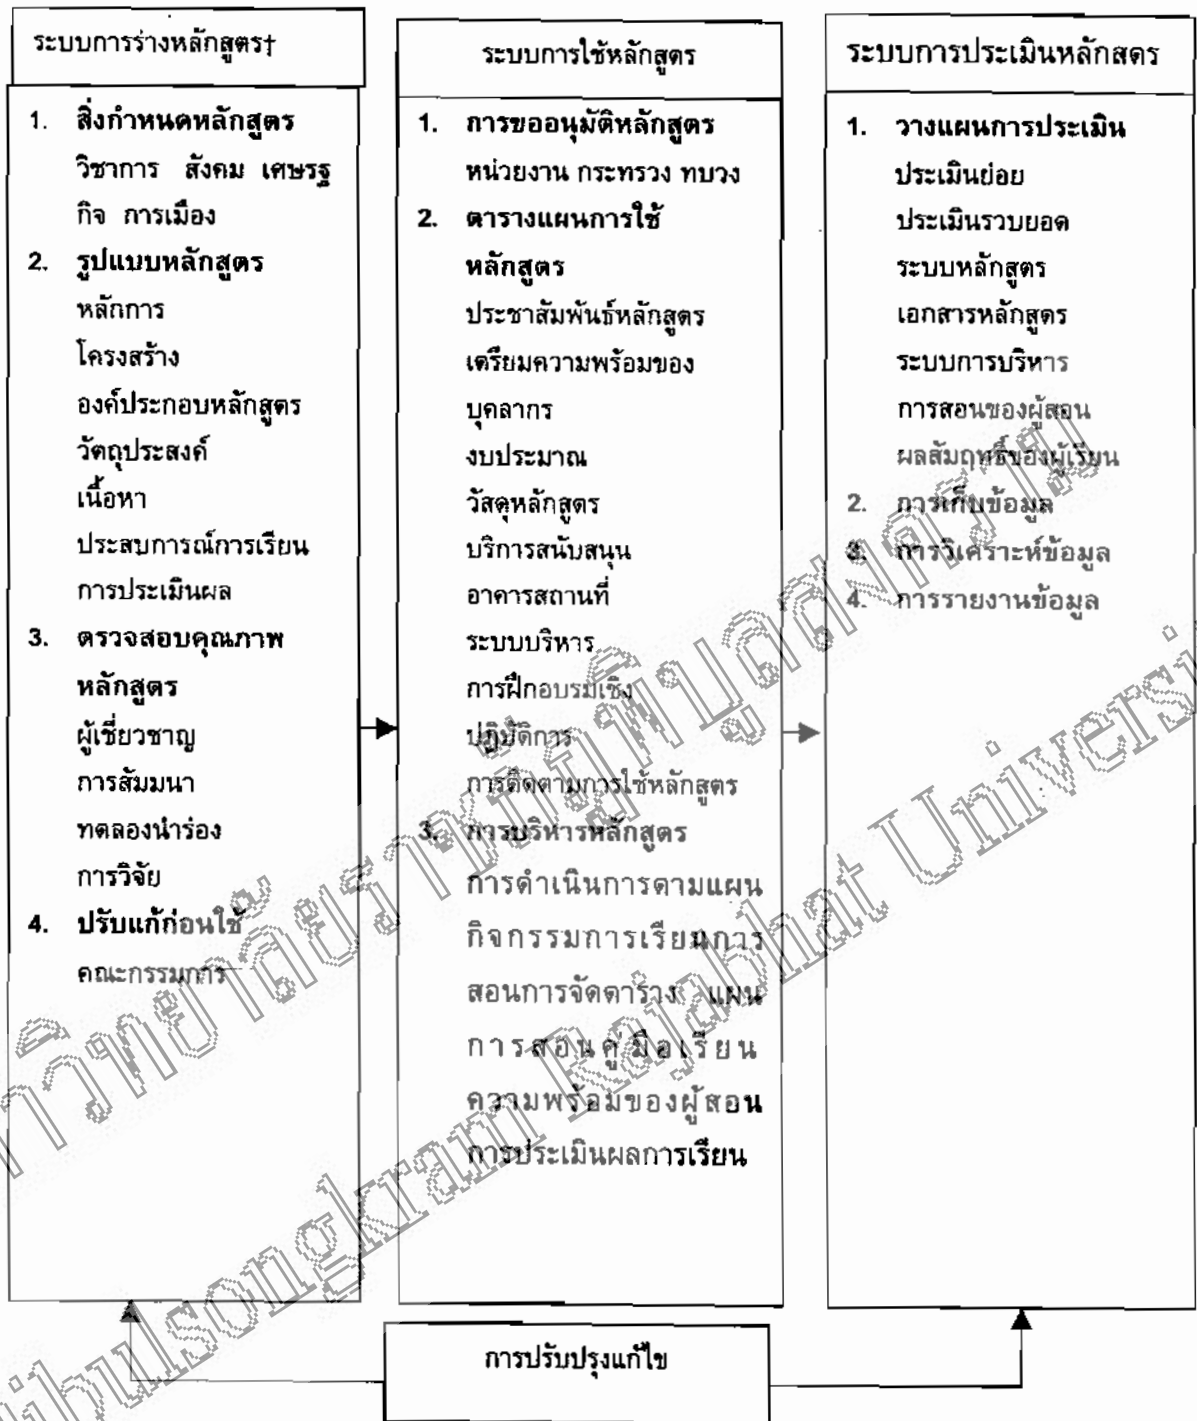 ระบบการร่างหลักสูตร†
1. สิ่งกำหนดหลักสูตร
วิชาการ สังคม เศรษฐ
กิจ การเมือง
2. รูปแบบหลักสูตร
หลักการ
โครงสร้าง
องค์ประกอบหลักสูตร
วัตถุประสงค์
เนื้อหา
ประสบการณ์การเรียน
การประเมินผล
3. ตรวจสอบคุณภาพ
หลักสูตร
ผู้เชี่ยวชาญ
การสัมมนา
ทดลองนำร่อง
การวิจัย
4. ปรับแก้ก่อนใช้
คณะกรรมการ
ระบบการใช้หลักสูตร
1. การขออนุมัติหลักสูตร
หน่วยงาน กระทรวง ทบวง
2. ตารางแผนการใช้
หลักสูตร
ประชาสัมพันธ์หลักสูตร
เตรียมความพร้อมของ
บุคลากร
งบประมาณ
วัสดุหลักสูตร
บริการสนับสนุน
อาคารสถานที่
ระบบบริหาร
การฝึกอบรมเชิง
ปฏิบัติการ
การติดตามการใช้หลักสูตร
3. การบริหารหลักสูตร
การดำเนินการตามแผน
กิจกรรมการเรียนการ
สอนการจัดตาราง แผน
การสอนคู่มือเรียน
ความพร้อมของผู้สอน
การประเมินผลการเรียน
ระบบการประเมินหลักสตร
1. วางแผนการประเมิน
ประเมินย่อย
ประเมินรวบยอด
ระบบหลักสูตร
เอกสารหลักสูตร
ระบบการบริหาร
การสอนของผู้สอน
ผลสัมฤทธิ์ของผู้เรียน
2. การเก็บข้อมูล
3. การวิเคราะห์ข้อมูล
4. การรายงานข้อมูล
การปรับปรุงแก้ไข
วิทยาลัยราชภัฏพิบูลสงคราม
Pibulsongkram Rajabhat Universi